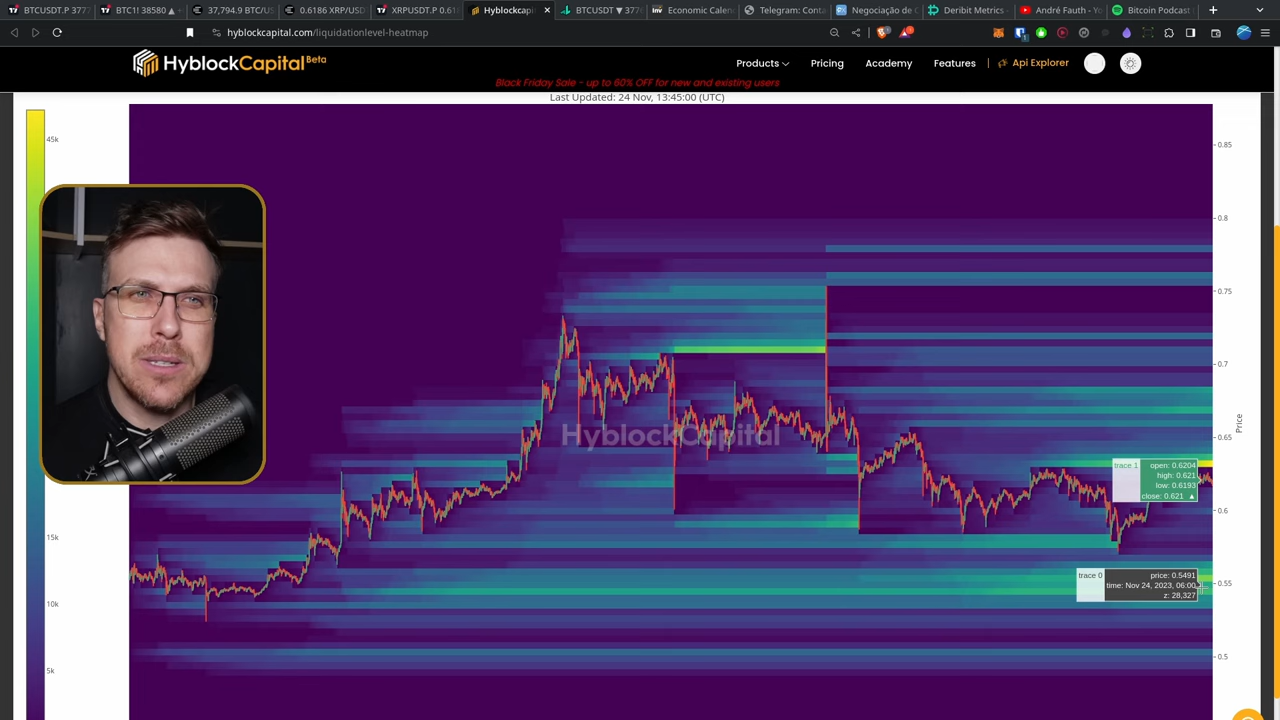 BTCUSDT.P 3777
BTC1! 38580 ▲
37,794.9 BTC/US
0.6186 XRP/USD
XRPUSDT.P 0.61
Hyblockcapi
BTCUSDT ▼ 377
Economic Calen
Telegram: Conta
Negociação de
Deribit Metrics -
André Fauth - Yo
Bitcoin Podcast
hyblockcapital.com/liquidationlevel-heatmap
HyblockCapital Beta
Products
Pricing
Academy
Features
Api Explorer
Black Friday Sale - up to 60% OFF for new and existing users
Last Updated: 24 Nov, 13:45:00 (UTC)
45k
15k
10k
5k
HyblockCapital
0.85
0.8
0.75
0.7
0.65
0.6
0.55
0.5
Price
trace 1
open: 0.6204
high: 0.621
low: 0.6193
close: 0.621 ▲
trace 0
price: 0.5491
time: Nov 24, 2023, 06:00
z: 28,327